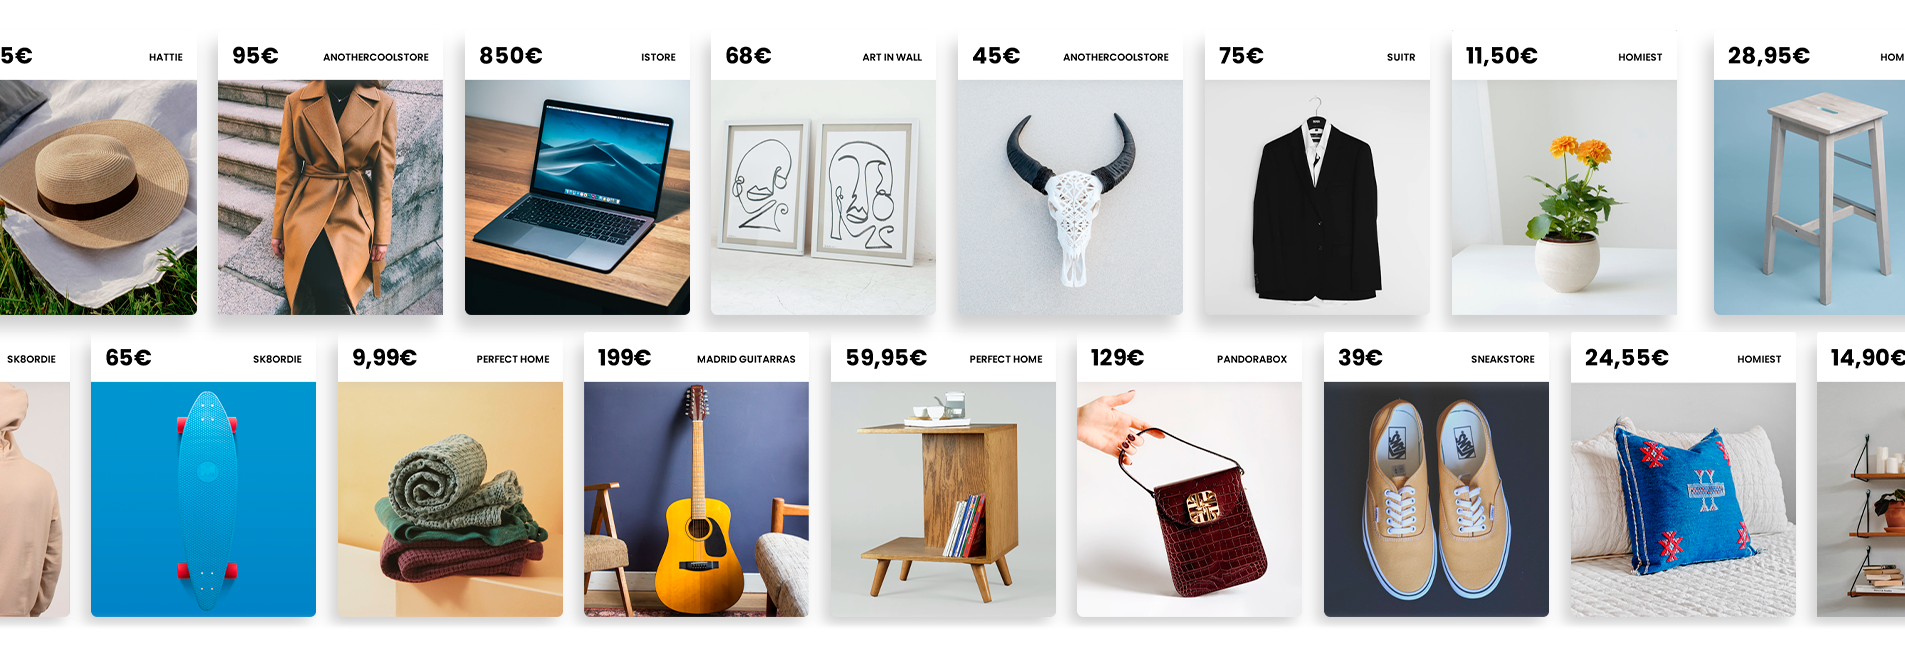 5€ HATTIE
95€ ANOTHERCOOLSTORE
850€ ISTORE
68€ ART IN WALL
45€ ANOTHERCOOLSTORE
75€ SUITR
11,50€ HOMIEST
28,95€ HOM
SK8ORDIE
65€ SK8ORDIE
9,99€ PERFECT HOME
199€ MADRID GUITARRAS
59,95€ PERFECT HOME
129€ PANDORABOX
39€ SNEAKSTORE
24,55€ HOMIEST
14,90€